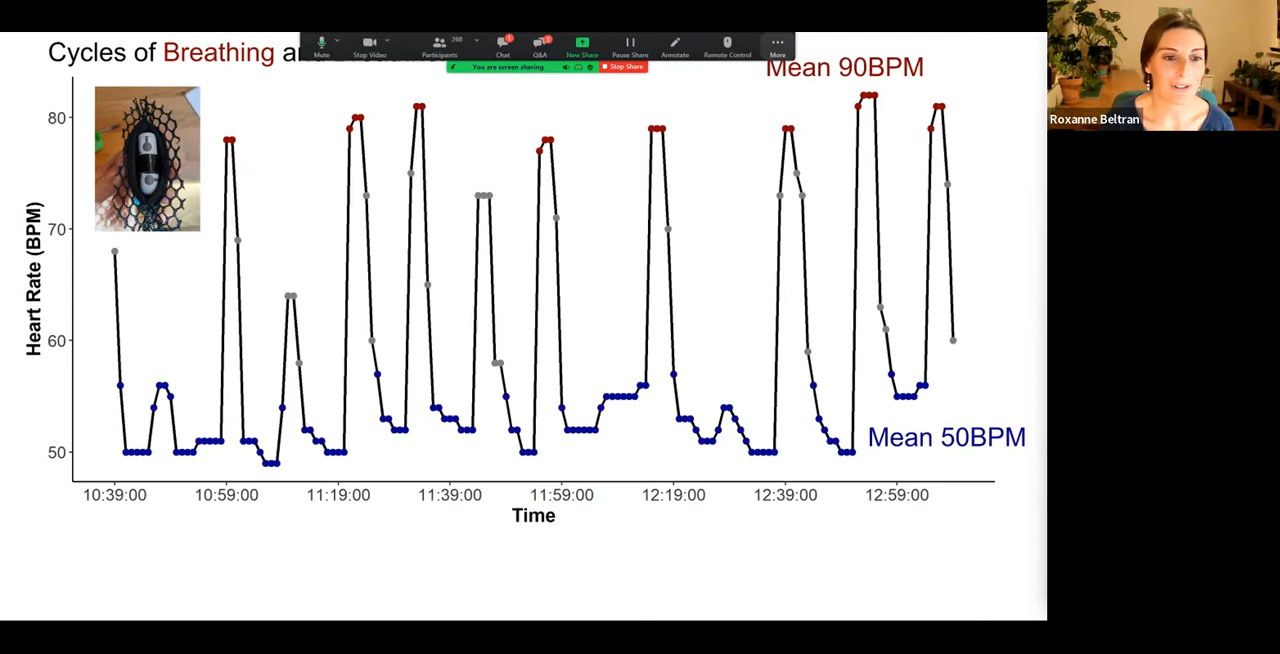 Cycles of Breathing a
268
1
3
Mute
Stop Video
Participants
Chat
Q&A
New Share
Pause Share
Annotate
Remote Control
More
You are screen sharing
Stop Share
Mean 90BPM
Roxanne Beltran
Heart Rate (BPM)
80
70
60
50
Mean 50BPM
10:39:00
10:59:00
11:19:00
11:39:00
11:59:00
12:19:00
12:39:00
12:59:00
Time